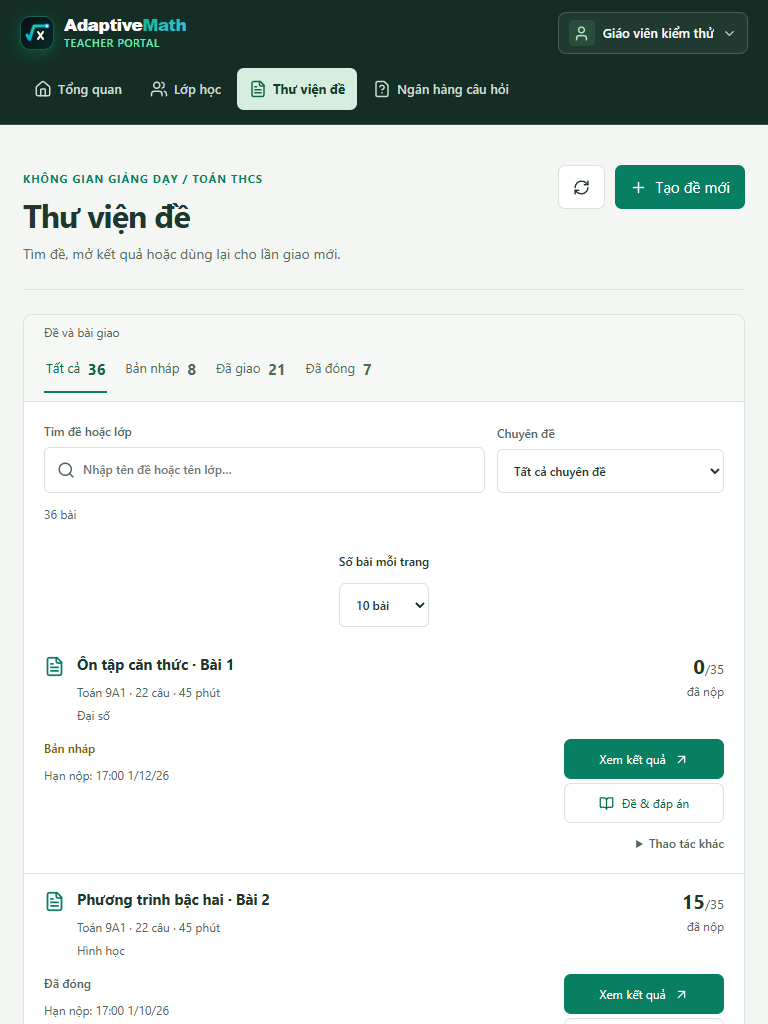 AdaptiveMath
TEACHER PORTAL
Giáo viên kiểm thử
Tổng quan
Lớp học
Thư viện đề
Ngân hàng câu hỏi
KHÔNG GIAN GIẢNG DẠY / TOÁN THCS
Thư viện đề
Tìm đề, mở kết quả hoặc dùng lại cho lần giao mới.
Tạo đề mới
Đề và bài giao
Tất cả 36
Bản nháp 8
Đã giao 21
Đã đóng 7
Tìm đề hoặc lớp
Nhập tên đề hoặc tên lớp...
Chuyên đề
Tất cả chuyên đề
36 bài
Số bài mỗi trang
10 bài
Ôn tập căn thức · Bài 1
Toán 9A1 · 22 câu · 45 phút
Đại số
0/35
đã nộp
Bản nháp
Hạn nộp: 17:00 1/12/26
Xem kết quả
Đề & đáp án
Thao tác khác
Phương trình bậc hai · Bài 2
Toán 9A1 · 22 câu · 45 phút
Hình học
15/35
đã nộp
Đã đóng
Hạn nộp: 17:00 1/10/26
Xem kết quả